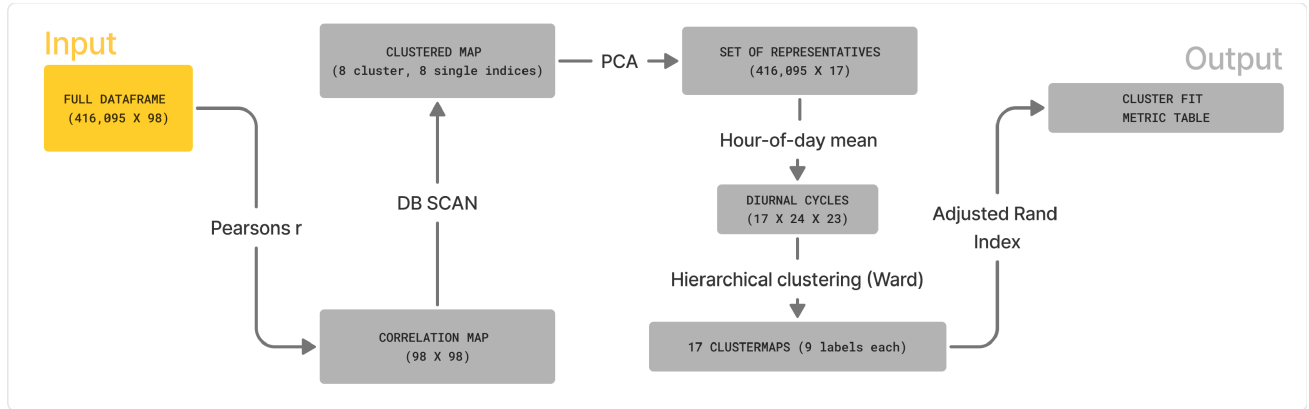 Input
FULL DATAFRAME
(416,095 X 98)
Pearsons r
CORRELATION MAP
(98 X 98)
DB SCAN
CLUSTERED MAP
(8 cluster, 8 single indices)
PCA
SET OF REPRESENTATIVES
(416,095 X 17)
Hour-of-day mean
DIURNAL CYCLES
(17 X 24 X 23)
Hierarchical clustering (Ward)
17 CLUSTERMAPS (9 labels each)
Adjusted Rand
Index
Output
CLUSTER FIT
METRIC TABLE